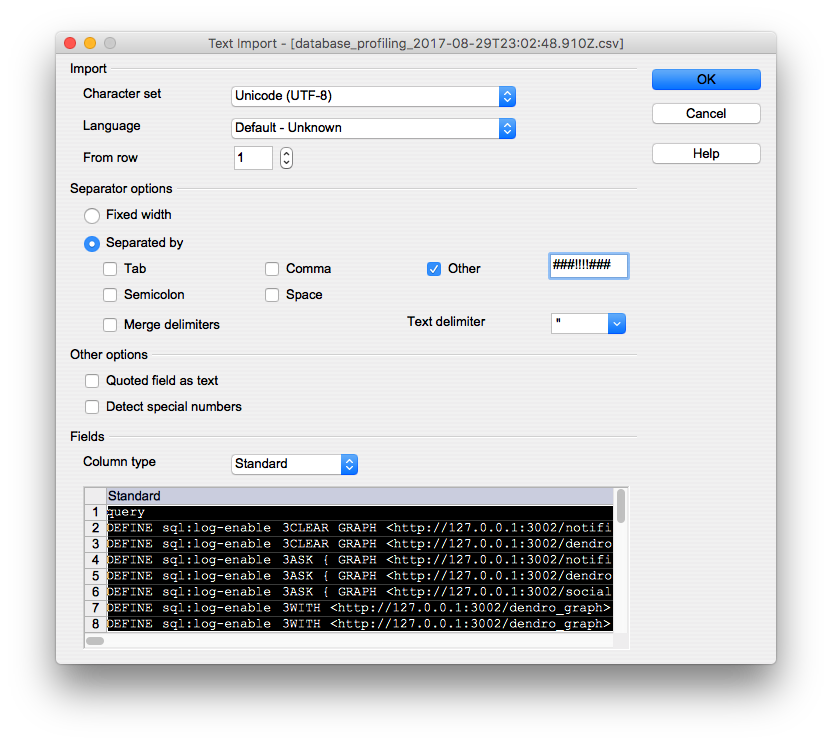 Text Import - [database_profiling_2017-08-29T23:02:48.910Z.csv]
Import
OK
Character set
Unicode (UTF-8)
Cancel
Language
Default - Unknown
From row
1
Help
Separator options
Fixed width
Separated by
Tab
Comma
Other
###!!!!###
Semicolon
Space
Merge delimiters
Text delimiter
"
Other options
Quoted field as text
Detect special numbers
Fields
Column type
Standard
Standard
1 query
2 DEFINE sql:log-enable 3CLEAR GRAPH <http://127.0.0.1:3002/notifi
3 DEFINE sql:log-enable 3CLEAR GRAPH <http://127.0.0.1:3002/dendro
4 DEFINE sql:log-enable 3ASK { GRAPH <http://127.0.0.1:3002/notifi
5 DEFINE sql:log-enable 3ASK { GRAPH <http://127.0.0.1:3002/dendro
6 DEFINE sql:log-enable 3ASK { GRAPH <http://127.0.0.1:3002/social
7 DEFINE sql:log-enable 3WITH <http://127.0.0.1:3002/dendro_graph>
8 DEFINE sql:log-enable 3WITH <http://127.0.0.1:3002/dendro_graph>